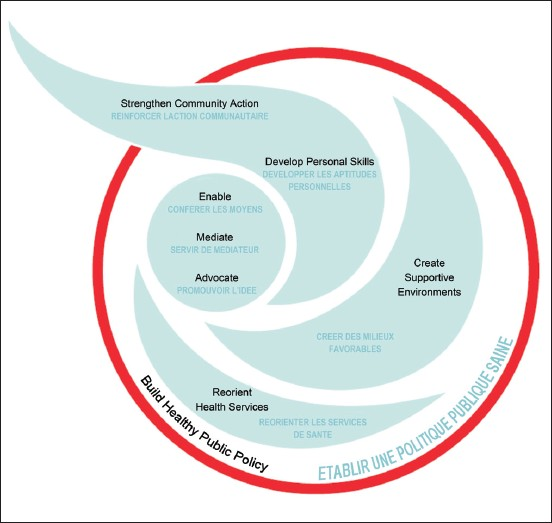 Strengthen Community Action
REINFORCER LACTION COMMUNAUTAIRE
Develop Personal Skills
DEVELOPPER LES APTITUDES
PERSONNELLES
Enable
CONFERER LES MOYENS
Mediate
SERVIR DE MEDIATEUR
Advocate
PROMOUVOIR L'IDEE
Create
Supportive
Environments
CREER DES MILIEUX
FAVORABLES
Reorient
Health Services
REORIENTER LES SERVICES
DE SANTE
Build Healthy Public Policy
ETABLIR UNE POLITIQUE PUBLIQUE SAINE